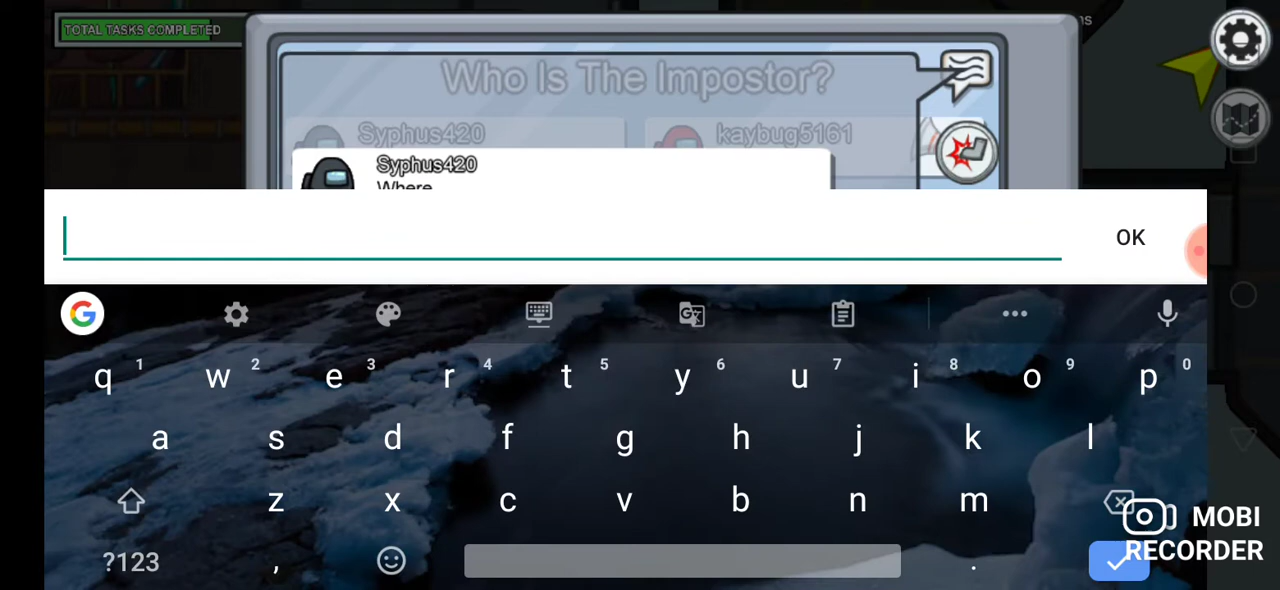 TOTAL TASKS COMPLETED
Who Is The Impostor?
Syphus420
kaybug5161
Syphus420
Where
OK
q 1 w 2 e 3 r 4 t 5 y 6 u 7 i 8 o 9 p 0
a s d f g h j k l
z x c v b n m
?123 , .
MOBI
RECORDER